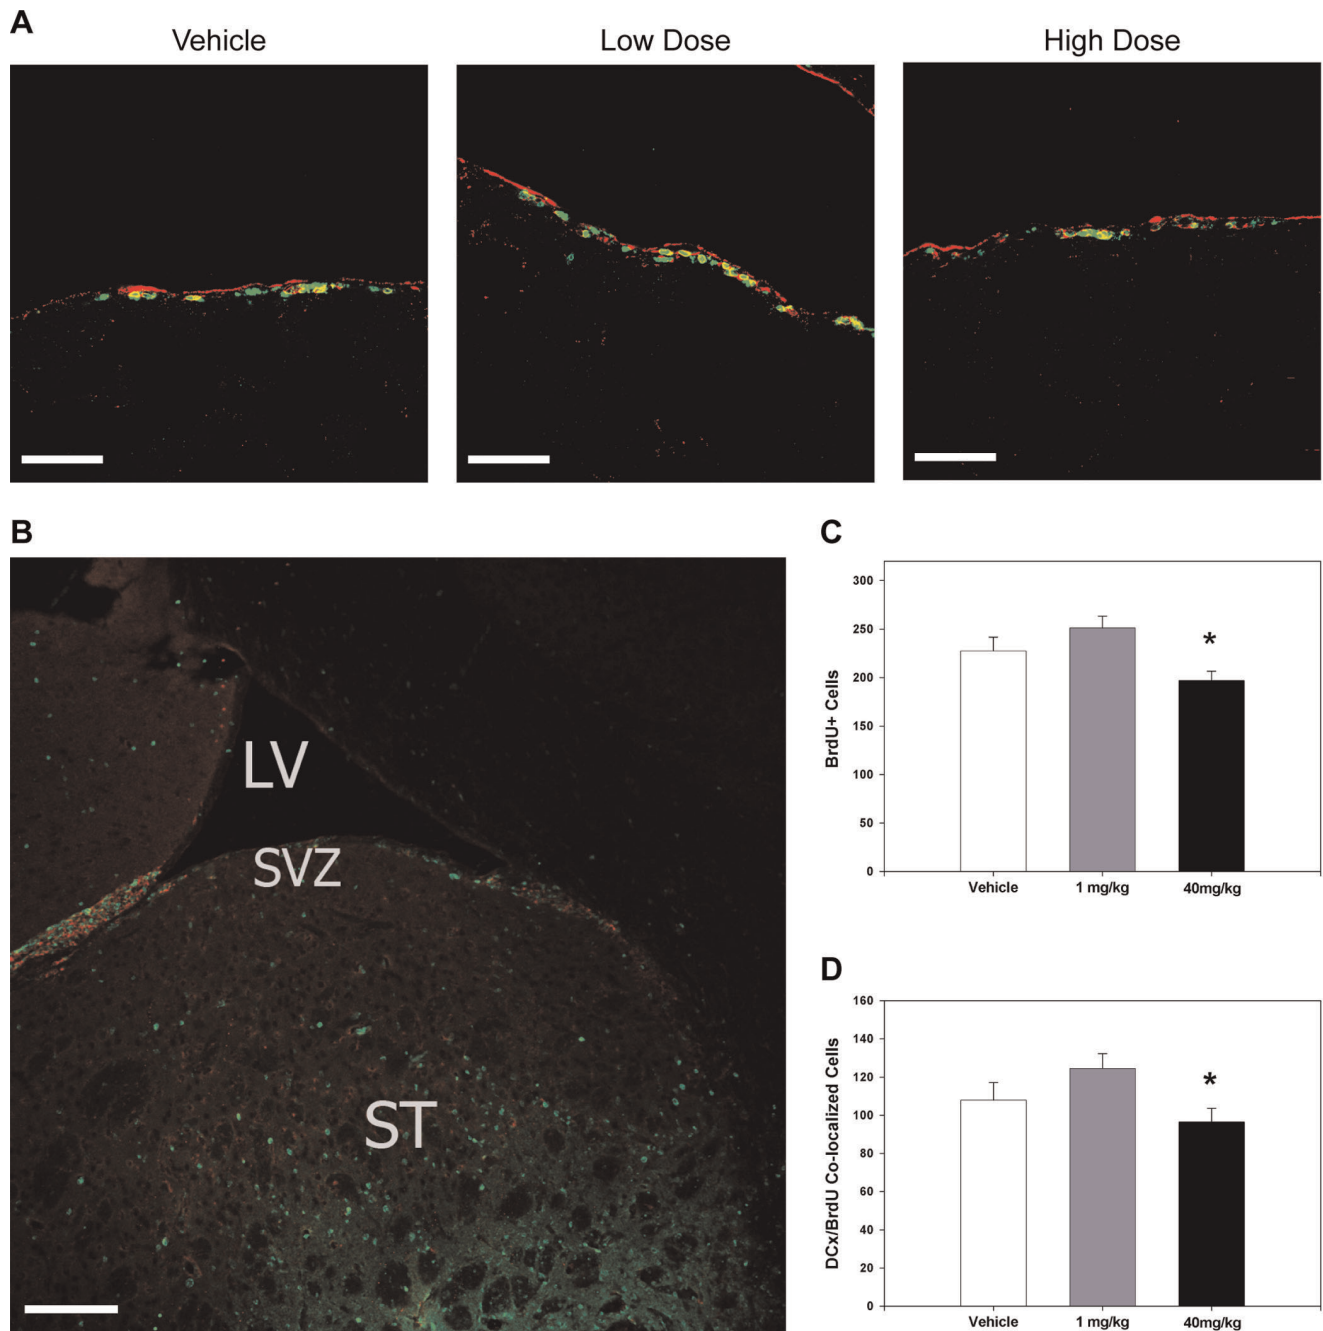 A
Vehicle
Low Dose
High Dose
B
LV
SVZ
ST
C
BrdU+ Cells
300
250
200
150
100
50
0
*
Vehicle
1 mg/kg
40mg/kg
D
DCx/BrdU Co-localized Cells
160
140
120
100
80
60
40
20
0
*
Vehicle
1 mg/kg
40mg/kg